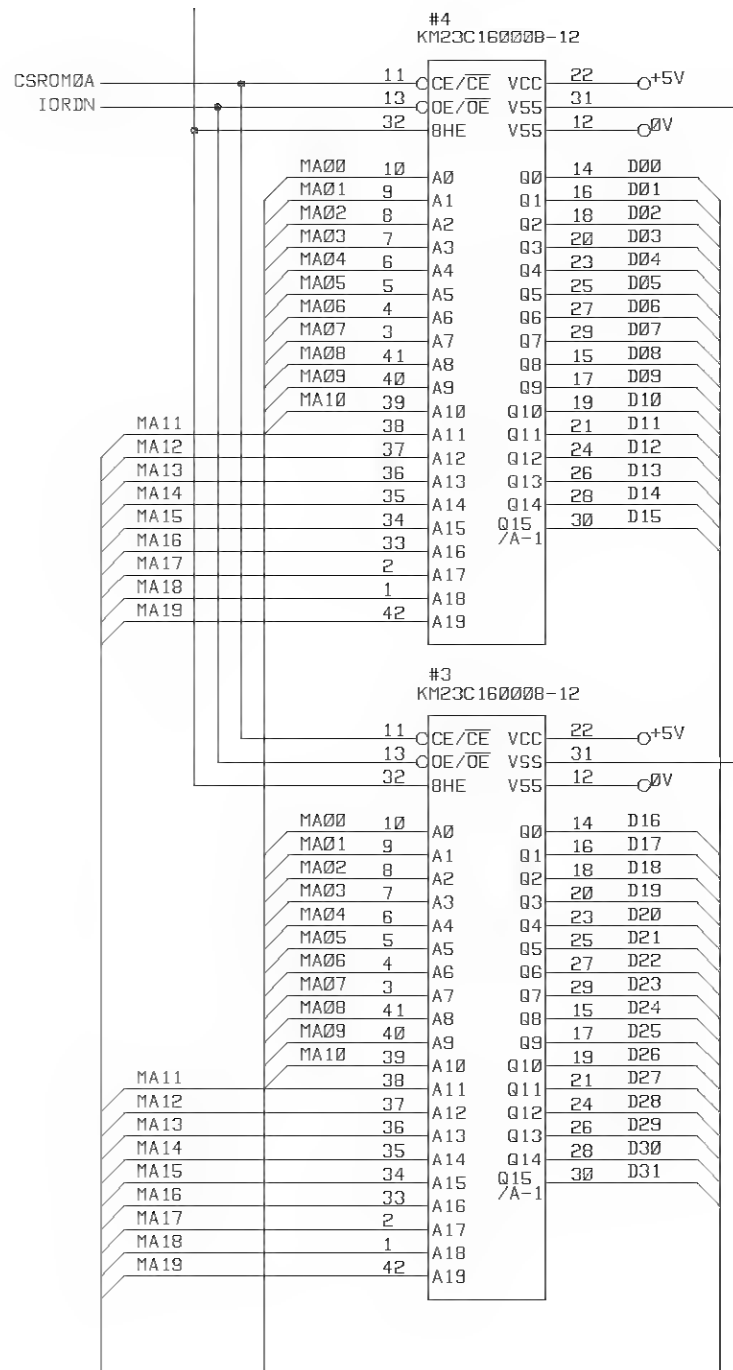 #4
KM23C16000B-12
CSROM0A 11 CE/CE VCC 22 +5V
IORDN 13 OE/OE VSS 31
32 BHE VSS 12 0V
MA00 10 A0 Q0 14 D00
MA01 9 A1 Q1 16 D01
MA02 8 A2 Q2 18 D02
MA03 7 A3 Q3 20 D03
MA04 6 A4 Q4 23 D04
MA05 5 A5 Q5 25 D05
MA06 4 A6 Q6 27 D06
MA07 3 A7 Q7 29 D07
MA08 41 A8 Q8 15 D08
MA09 40 A9 Q9 17 D09
MA10 39 A10 Q10 19 D10
MA11 38 A11 Q11 21 D11
MA12 37 A12 Q12 24 D12
MA13 36 A13 Q13 26 D13
MA14 35 A14 Q14 28 D14
MA15 34 A15 Q15 30 D15
MA16 33 A16 /A-1
MA17 2 A17
MA18 1 A18
MA19 42 A19
#3
KM23C16000B-12
11 CE/CE VCC 22 +5V
13 OE/OE VSS 31
32 BHE VSS 12 0V
MA00 10 A0 Q0 14 D16
MA01 9 A1 Q1 16 D17
MA02 8 A2 Q2 18 D18
MA03 7 A3 Q3 20 D19
MA04 6 A4 Q4 23 D20
MA05 5 A5 Q5 25 D21
MA06 4 A6 Q6 27 D22
MA07 3 A7 Q7 29 D23
MA08 41 A8 Q8 15 D24
MA09 40 A9 Q9 17 D25
MA10 39 A10 Q10 19 D26
MA11 38 A11 Q11 21 D27
MA12 37 A12 Q12 24 D28
MA13 36 A13 Q13 26 D29
MA14 35 A14 Q14 28 D30
MA15 34 A15 Q15 30 D31
MA16 33 A16 /A-1
MA17 2 A17
MA18 1 A18
MA19 42 A19